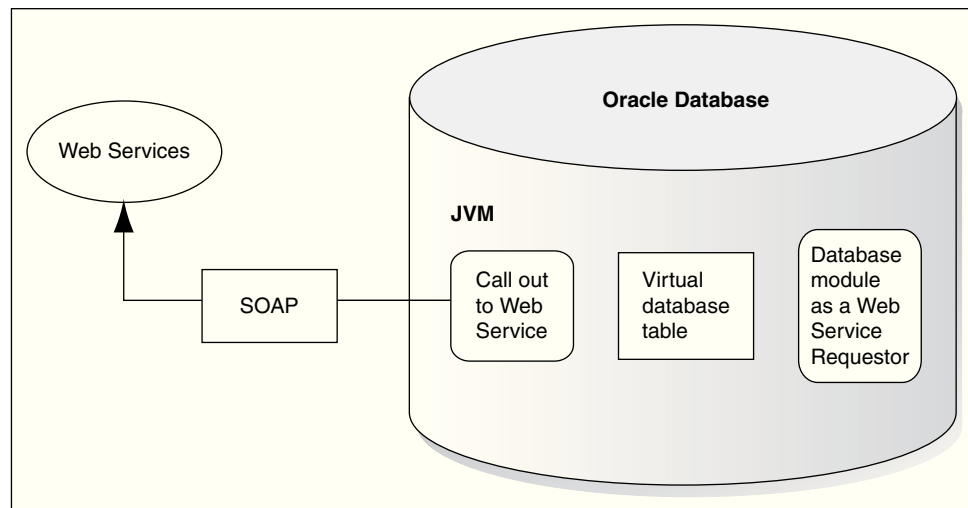 Oracle Database
Web Services
JVM
SOAP
Call out
to Web
Service
Virtual
database
table
Database
module
as a Web
Service
Requestor